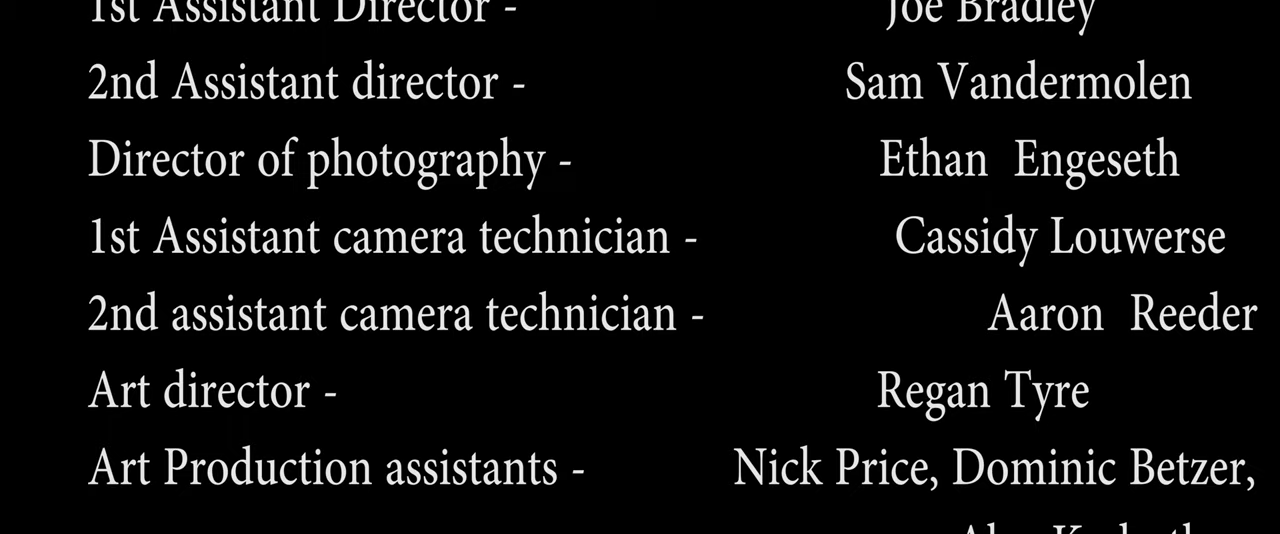 1st Assistant Director - Joe Bradley
2nd Assistant director - Sam Vandermolen
Director of photography - Ethan Engeseth
1st Assistant camera technician - Cassidy Louwerse
2nd assistant camera technician - Aaron Reeder
Art director - Regan Tyre
Art Production assistants - Nick Price, Dominic Betzer,